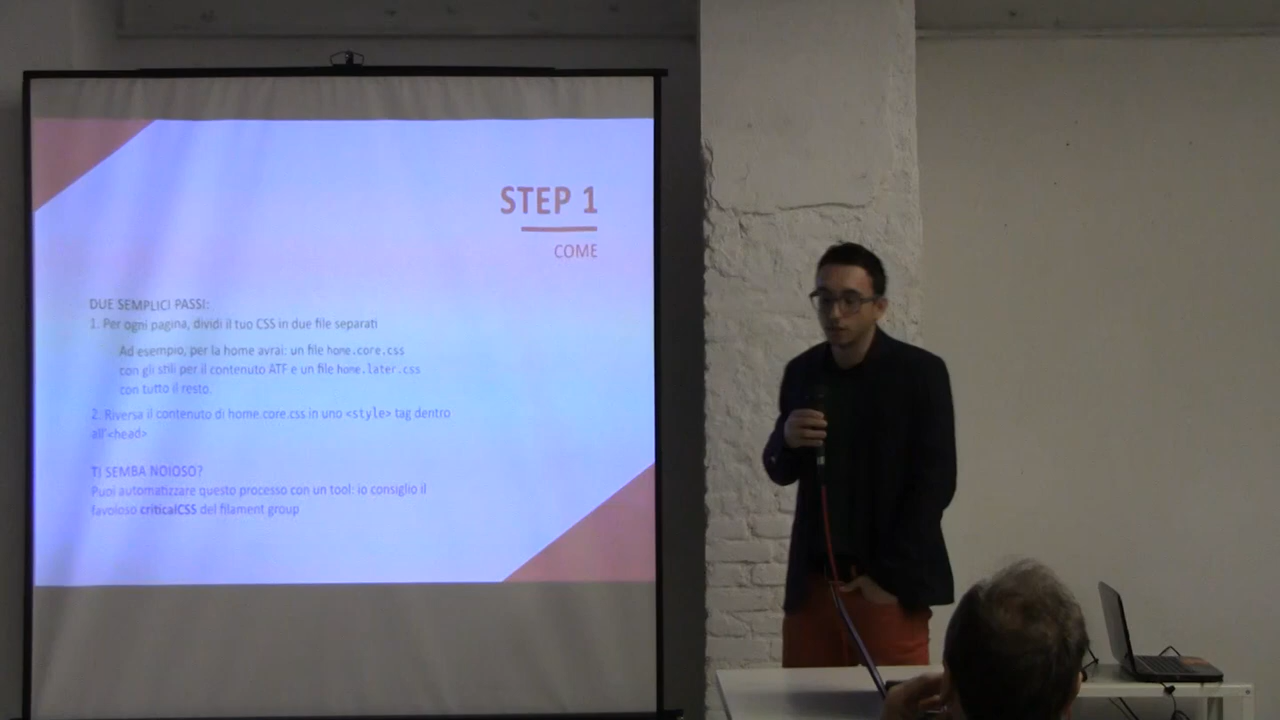 STEP 1
COME
DUE SEMPLICI PASSI:
1. Per ogni pagina, dividi il tuo CSS in due file separati
Ad esempio, per la home avrai: un file home.core.css
con gli stili per il contenuto ATF e un file home.later.css
con tutto il resto.
2. Riversa il contenuto di home.core.css in uno <style> tag dentro
all'<head>
TI SEMBA NOIOSO?
Puoi automatizzare questo processo con un tool: io consiglio il
favoloso criticalCSS del filament group